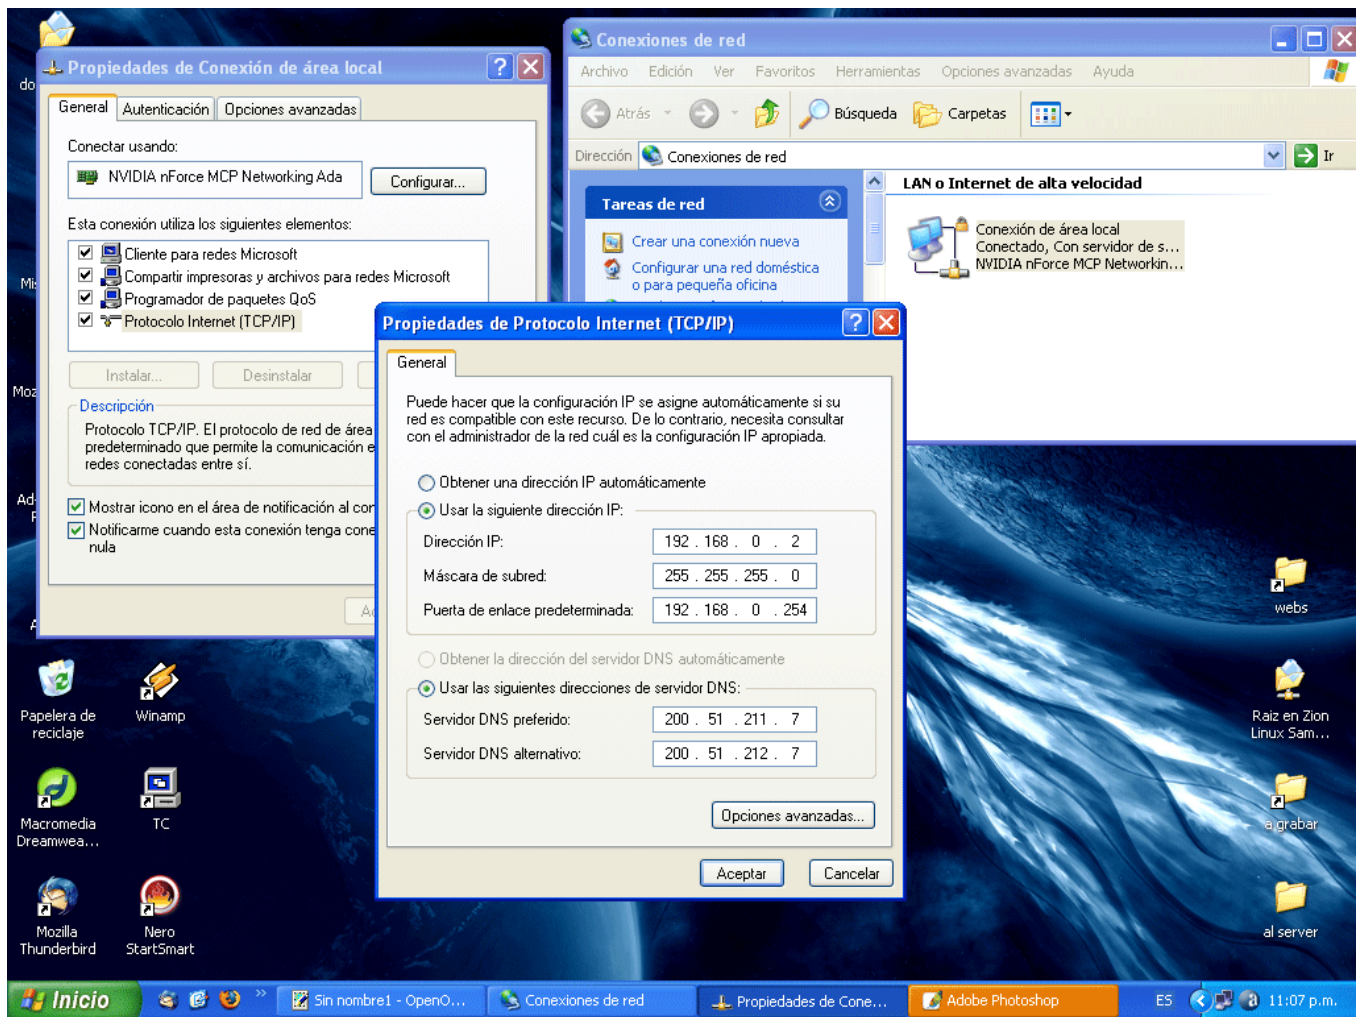 Conexiones de red
Archivo Edición Ver Favoritos Herramientas Opciones avanzadas Ayuda
Atrás Búsqueda Carpetas
Dirección Conexiones de red Ir
Tareas de red
Crear una conexión nueva
Configurar una red doméstica
o para pequeña oficina
LAN o Internet de alta velocidad
Conexión de área local
Conectado, Con servidor de s...
NVIDIA nForce MCP Networkin...
Propiedades de Conexión de área local
General Autenticación Opciones avanzadas
Conectar usando:
NVIDIA nForce MCP Networking Ada
Configurar...
Esta conexión utiliza los siguientes elementos:
Cliente para redes Microsoft
Compartir impresoras y archivos para redes Microsoft
Programador de paquetes QoS
Protocolo Internet (TCP/IP)
Instalar... Desinstalar
Descripción
Protocolo TCP/IP. El protocolo de red de área
predeterminado que permite la comunicación e
redes conectadas entre sí.
Mostrar icono en el área de notificación al con
Notificarme cuando esta conexión tenga cone
nula
Propiedades de Protocolo Internet (TCP/IP)
General
Puede hacer que la configuración IP se asigne automáticamente si su
red es compatible con este recurso. De lo contrario, necesita consultar
con el administrador de la red cuál es la configuración IP apropiada.
Obtener una dirección IP automáticamente
Usar la siguiente dirección IP:
Dirección IP: 192 . 168 . 0 . 2
Máscara de subred: 255 . 255 . 255 . 0
Puerta de enlace predeterminada: 192 . 168 . 0 . 254
Obtener la dirección del servidor DNS automáticamente
Usar las siguientes direcciones de servidor DNS:
Servidor DNS preferido: 200 . 51 . 211 . 7
Servidor DNS alternativo: 200 . 51 . 212 . 7
Opciones avanzadas...
Aceptar Cancelar
Papelera de
reciclaje
Winamp
Macromedia
Dreamwea...
TC
Mozilla
Thunderbird
Nero
StartSmart
webs
Raiz en Zion
Linux Sam...
a grabar
al server
Inicio
Sin nombre1 - OpenO...
Conexiones de red
Propiedades de Cone...
Adobe Photoshop
ES
11:07 p.m.